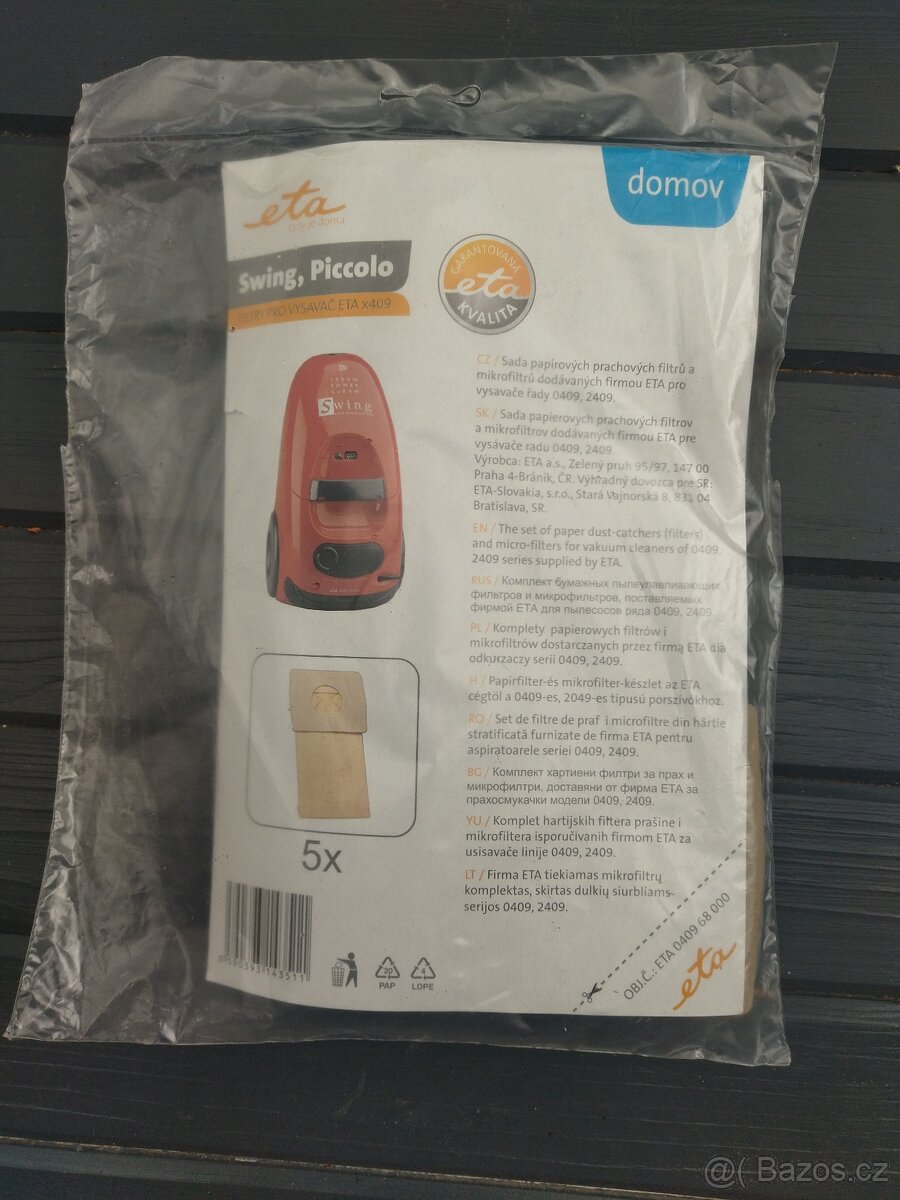 domov
eta
tady je doma
Swing, Piccolo
FILTRY PRO VYSAVAČ ETA x409
GARANTOVANÁ
eta
KVALITA
Swing
CZ / Sada papírových prachových filtrů a
mikrofiltrů dodávaných firmou ETA pro
vysavače řady 0409, 2409.
SK / Sada papierových prachových filtrov
a mikrofiltrov dodávaných firmou ETA pre
vysávače radu 0409, 2409.
Výrobca: ETA a.s., Zelený pruh 95/97, 147 00
Praha 4-Bráník, ČR. Výhradný dovozca pre SR:
ETA-Slovakia, s.r.o., Stará Vajnorská 8, 831 04
Bratislava, SR.
EN / The set of paper dust-catchers (filters)
and micro-filters for vakuum cleaners of 0409,
2409 series supplied by ETA.
RUS / Комплект бумажных пылеулавливающих
фильтров и микрофильтров, поставляемых
фирмой ЕТА для пылесосов ряда 0409, 2409.
PL / Komplety papierowych filtrów i
mikrofiltrów dostarczanych przez firmą ETA dla
odkurzaczy serii 0409, 2409.
H / Papírfilter-és mikrofilter-készlet az ETA
cégtől a 0409-es, 2049-es típusú porszívókhoz.
RO / Set de filtre de praf i microfiltre din hârtie
stratificată furnizate de firma ETA pentru
aspiratoarele seriei 0409, 2409.
BG / Комплект хартиени филтри за прах и
микрофилтри, доставяни от фирма ЕТА за
прахосмукачки модели 0409, 2409.
YU / Komplet hartijskih filtera prašine i
mikrofiltera isporučivanih firmom ETA za
usisavače linije 0409, 2409.
LT / Firma ETA tiekiamas mikrofiltrų
komplektas, skirtas dulkių siurbliams-
serijos 0409, 2409.
5x
20
PAP
4
LDPE
OBJ.Č.: ETA 0409 68 000
eta
@( Bazos.cz